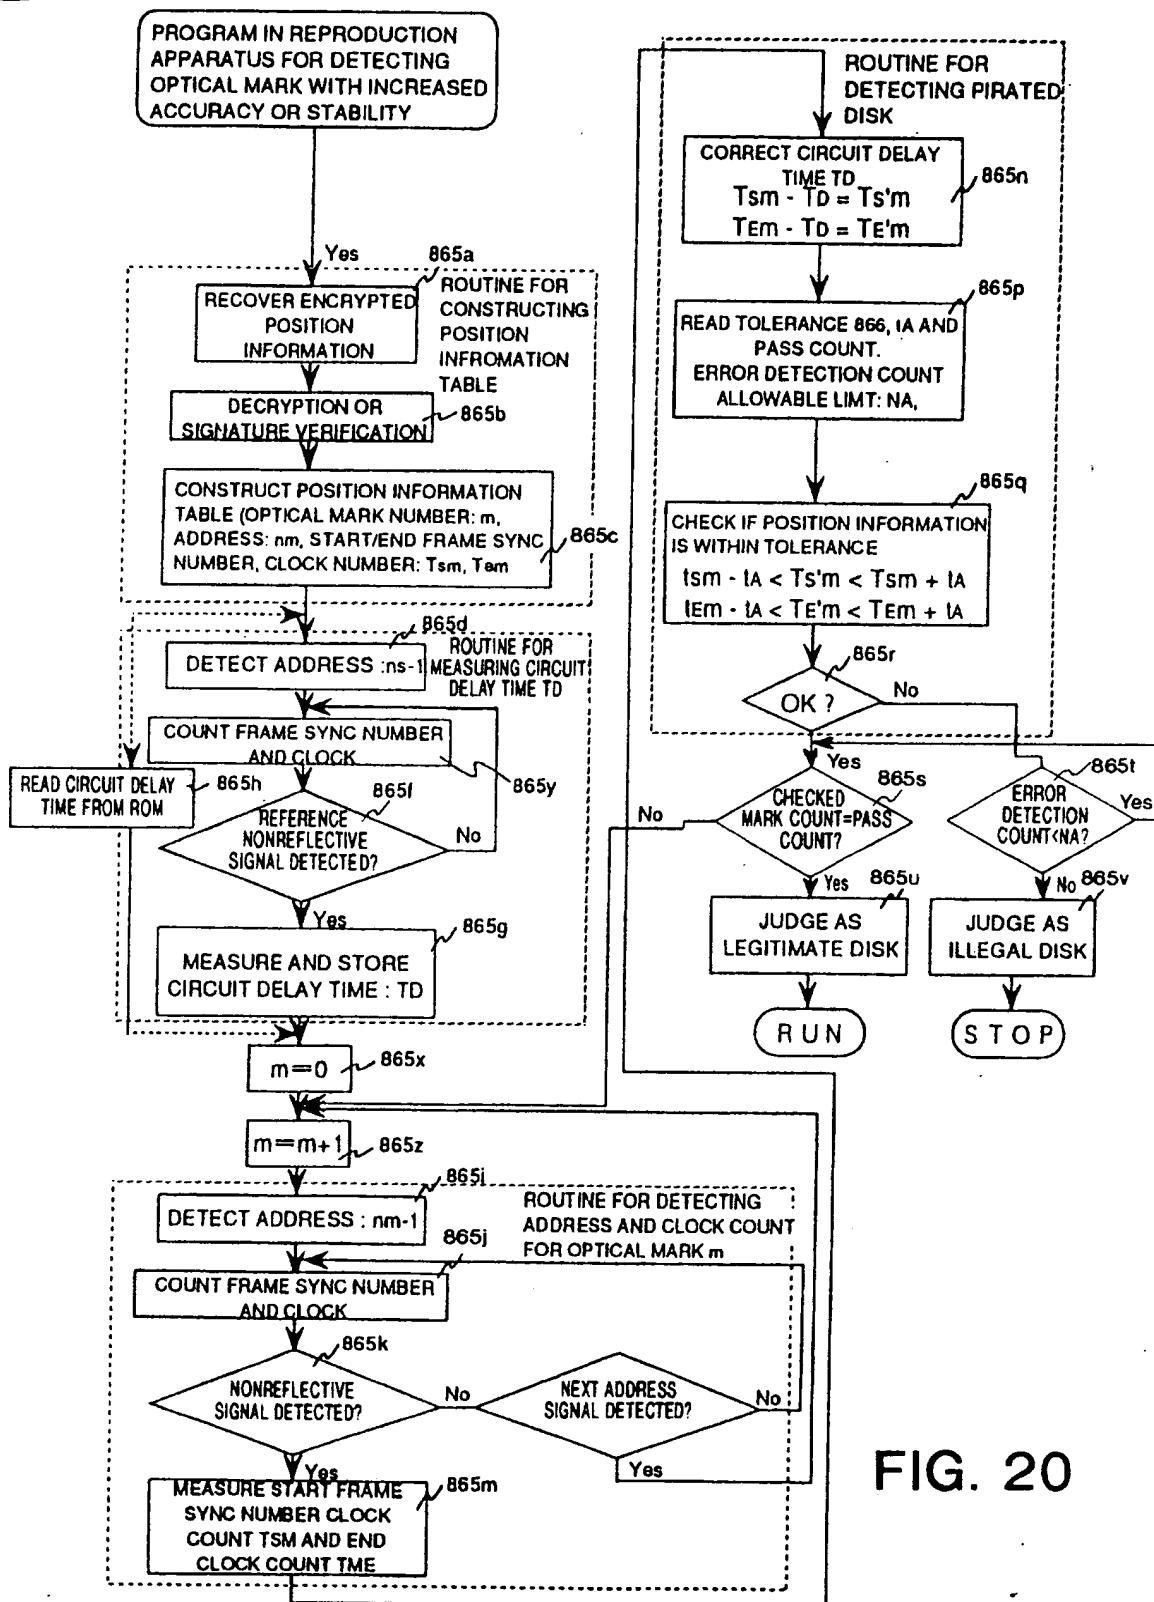 PROGRAM IN REPRODUCTION
APPARATUS FOR DETECTING
OPTICAL MARK WITH INCREASED
ACCURACY OR STABILITY
Yes
865a
RECOVER ENCRYPTED
POSITION
INFORMATION
ROUTINE FOR
CONSTRUCTING
POSITION
INFROMATION
TABLE
DECRYPTION OR
SIGNATURE VERIFICATION
865b
CONSTRUCT POSITION INFORMATION
TABLE (OPTICAL MARK NUMBER: m,
ADDRESS: nm, START/END FRAME SYNC
NUMBER, CLOCK NUMBER: Tsm, TEm
865c
865d
DETECT ADDRESS :ns-1
ROUTINE FOR
MEASURING CIRCUIT
DELAY TIME TD
COUNT FRAME SYNC NUMBER
AND CLOCK
865y
READ CIRCUIT DELAY
TIME FROM ROM
865h
865f
REFERENCE
NONREFLECTIVE
SIGNAL DETECTED?
No
Yes
865g
MEASURE AND STORE
CIRCUIT DELAY TIME : TD
m=0
865x
m=m+1
865z
865i
DETECT ADDRESS : nm-1
ROUTINE FOR DETECTING
ADDRESS AND CLOCK COUNT
FOR OPTICAL MARK m
865j
COUNT FRAME SYNC NUMBER
AND CLOCK
865k
NONREFLECTIVE
SIGNAL DETECTED?
No
NEXT ADDRESS
SIGNAL DETECTED?
No
Yes
Yes
MEASURE START FRAME
SYNC NUMBER CLOCK
COUNT TSM AND END
CLOCK COUNT TME
865m
ROUTINE FOR
DETECTING PIRATED
DISK
CORRECT CIRCUIT DELAY
TIME TD
Tsm - TD = Ts'm
TEm - TD = TE'm
865n
865p
READ TOLERANCE 866, tA AND
PASS COUNT.
ERROR DETECTION COUNT
ALLOWABLE LIMT: NA,
865q
CHECK IF POSITION INFORMATION
IS WITHIN TOLERANCE
tsm - tA < Ts'm < Tsm + tA
tEm - tA < TE'm < TEm + tA
865r
OK ?
No
Yes
865s
CHECKED
MARK COUNT=PASS
COUNT?
No
Yes
865t
ERROR
DETECTION
COUNT<NA?
Yes
No
865u
JUDGE AS
LEGITIMATE DISK
865v
JUDGE AS
ILLEGAL DISK
RUN
STOP
FIG. 20